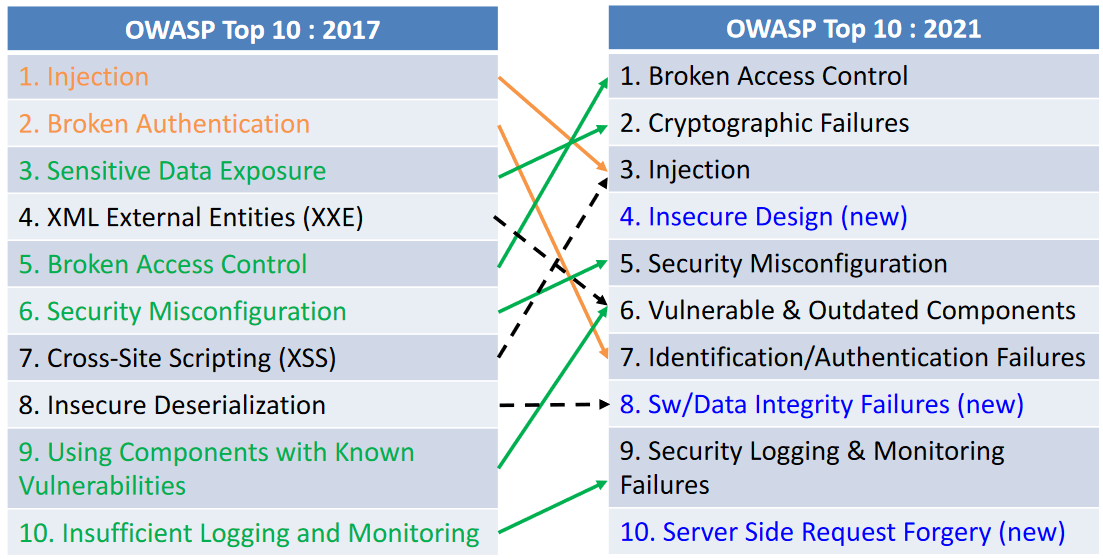 OWASP Top 10 : 2017
1. Injection
2. Broken Authentication
3. Sensitive Data Exposure
4. XML External Entities (XXE)
5. Broken Access Control
6. Security Misconfiguration
7. Cross-Site Scripting (XSS)
8. Insecure Deserialization
9. Using Components with Known
Vulnerabilities
10. Insufficient Logging and Monitoring
OWASP Top 10 : 2021
1. Broken Access Control
2. Cryptographic Failures
3. Injection
4. Insecure Design (new)
5. Security Misconfiguration
6. Vulnerable & Outdated Components
7. Identification/Authentication Failures
8. Sw/Data Integrity Failures (new)
9. Security Logging & Monitoring
Failures
10. Server Side Request Forgery (new)